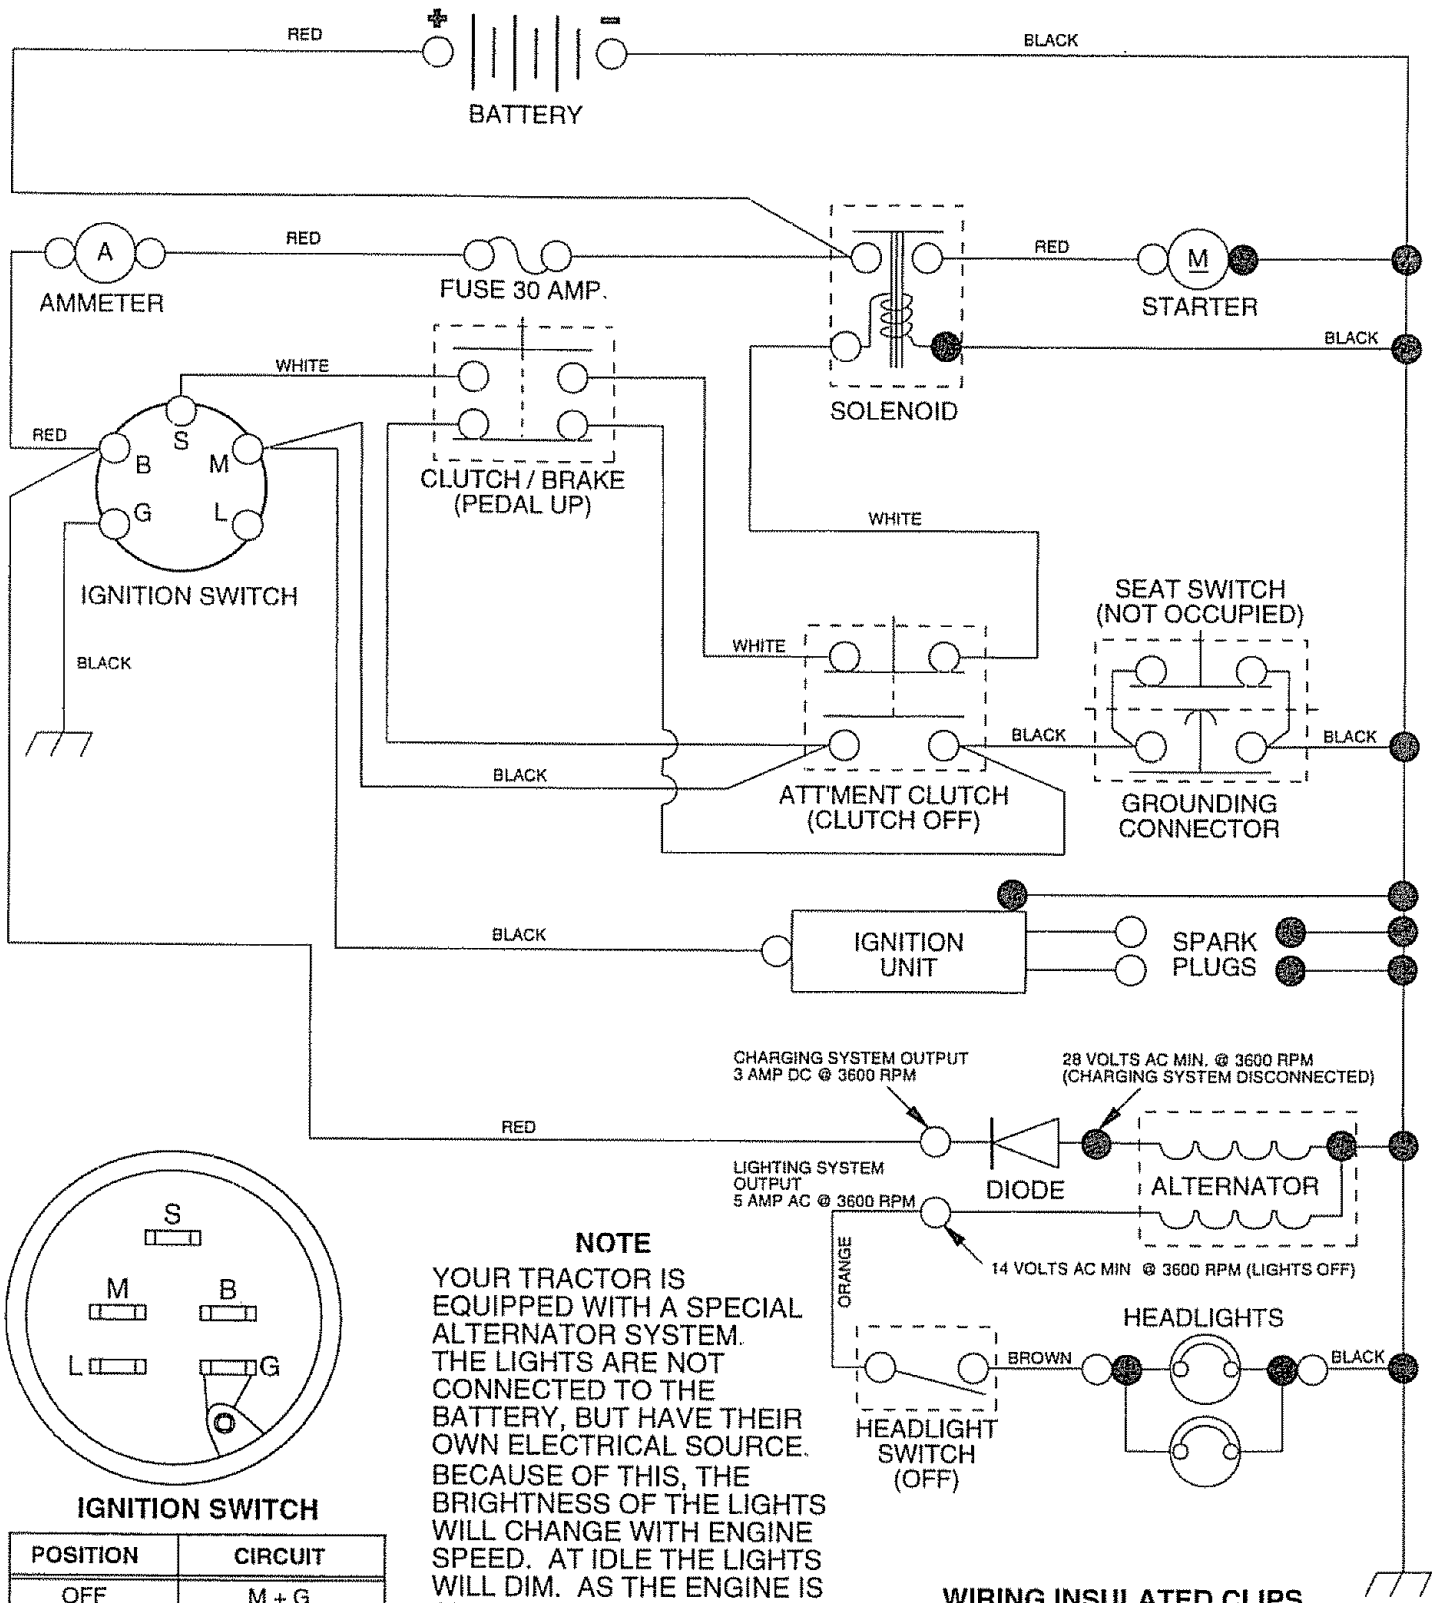 + -
RED
BLACK
BATTERY
A
RED
RED
M
AMMETER
FUSE 30 AMP.
STARTER
WHITE
BLACK
SOLENOID
RED
S
B
M
G
L
CLUTCH / BRAKE
(PEDAL UP)
WHITE
IGNITION SWITCH
SEAT SWITCH
(NOT OCCUPIED)
WHITE
BLACK
BLACK
BLACK
BLACK
ATT'MENT CLUTCH
(CLUTCH OFF)
GROUNDING
CONNECTOR
BLACK
IGNITION
UNIT
SPARK
PLUGS
CHARGING SYSTEM OUTPUT
3 AMP DC @ 3600 RPM
28 VOLTS AC MIN. @ 3600 RPM
(CHARGING SYSTEM DISCONNECTED)
RED
LIGHTING SYSTEM
OUTPUT
5 AMP AC @ 3600 RPM
DIODE
ALTERNATOR
ORANGE
14 VOLTS AC MIN @ 3600 RPM (LIGHTS OFF)
HEADLIGHTS
BROWN
BLACK
HEADLIGHT
SWITCH
(OFF)
S
M
B
L
G
IGNITION SWITCH
POSITION CIRCUIT
OFF M + G
NOTE
YOUR TRACTOR IS
EQUIPPED WITH A SPECIAL
ALTERNATOR SYSTEM.
THE LIGHTS ARE NOT
CONNECTED TO THE
BATTERY, BUT HAVE THEIR
OWN ELECTRICAL SOURCE.
BECAUSE OF THIS, THE
BRIGHTNESS OF THE LIGHTS
WILL CHANGE WITH ENGINE
SPEED. AT IDLE THE LIGHTS
WILL DIM. AS THE ENGINE IS
WIRING INSULATED CLIPS